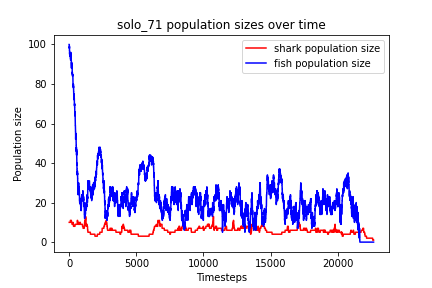 solo_71 population sizes over time
shark population size
fish population size
Population size
100
80
60
40
20
0
0 5000 10000 15000 20000
Timesteps